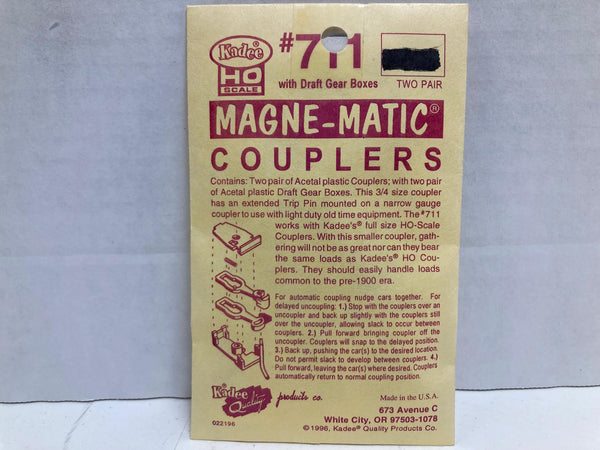 Kadee®
HO
SCALE
#711
with Draft Gear Boxes
TWO PAIR
MAGNE-MATIC®
COUPLERS
Contains: Two pair of Acetal plastic Couplers; with two pair
of Acetal plastic Draft Gear Boxes. This 3/4 size coupler
has an extended Trip Pin mounted on a narrow gauge
coupler to use with light duty old time equipment. The #711
works with Kadee's® full size HO-Scale
Couplers. With this smaller coupler, gath-
ering will not be as great nor can they bear
the same loads as Kadee's® HO Cou-
plers. They should easily handle loads
common to the pre-1900 era.
For automatic coupling nudge cars together. For
delayed uncoupling: 1.) Stop with the couplers over an
uncoupler and back up slightly with the couplers still
over the uncoupler, allowing slack to occur between
couplers. 2.) Pull forward bringing coupler off the
uncoupler. Couplers will snap to the delayed position.
3.) Back up, pushing the car(s) to the desired location.
Do not permit slack to develop between couplers. 4.)
Pull forward, leaving the car(s) where desired. Couplers
automatically return to normal coupling position.
Kadee®
Quality products co.
Made in the U.S.A.
673 Avenue C
White City, OR 97503-1078
022196
©1996, Kadee® Quality Products Co.